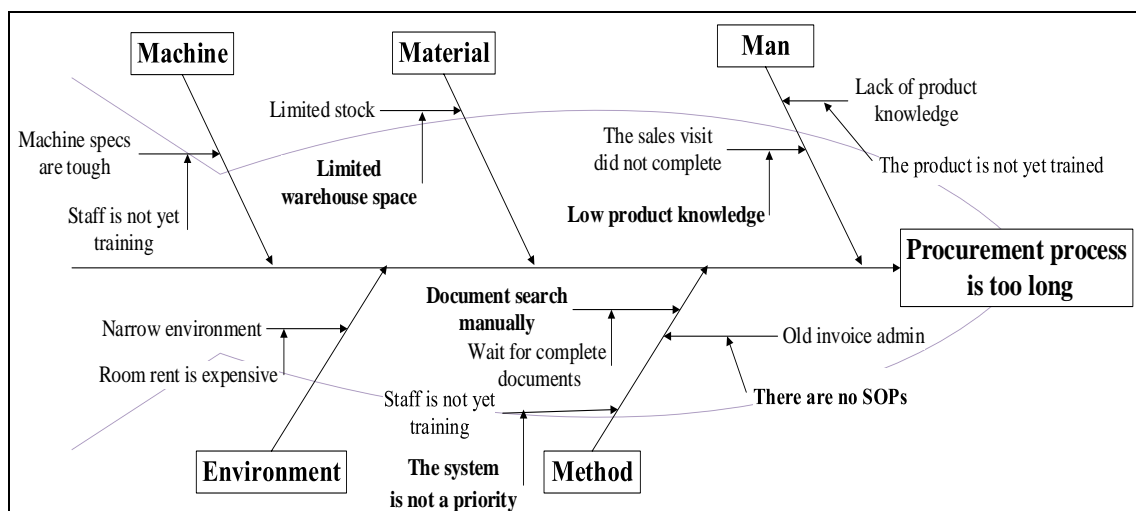 Machine
Material
Man
Limited stock
Lack of product
knowledge
Machine specs
are tough
The sales visit
did not complete
Limited
warehouse space
The product is not yet trained
Staff is not yet
training
Low product knowledge
Procurement process
is too long
Document search
manually
Narrow environment
Old invoice admin
Wait for complete
documents
Room rent is expensive
There are no SOPs
Staff is not yet
training
Environment
The system
is not a priority
Method